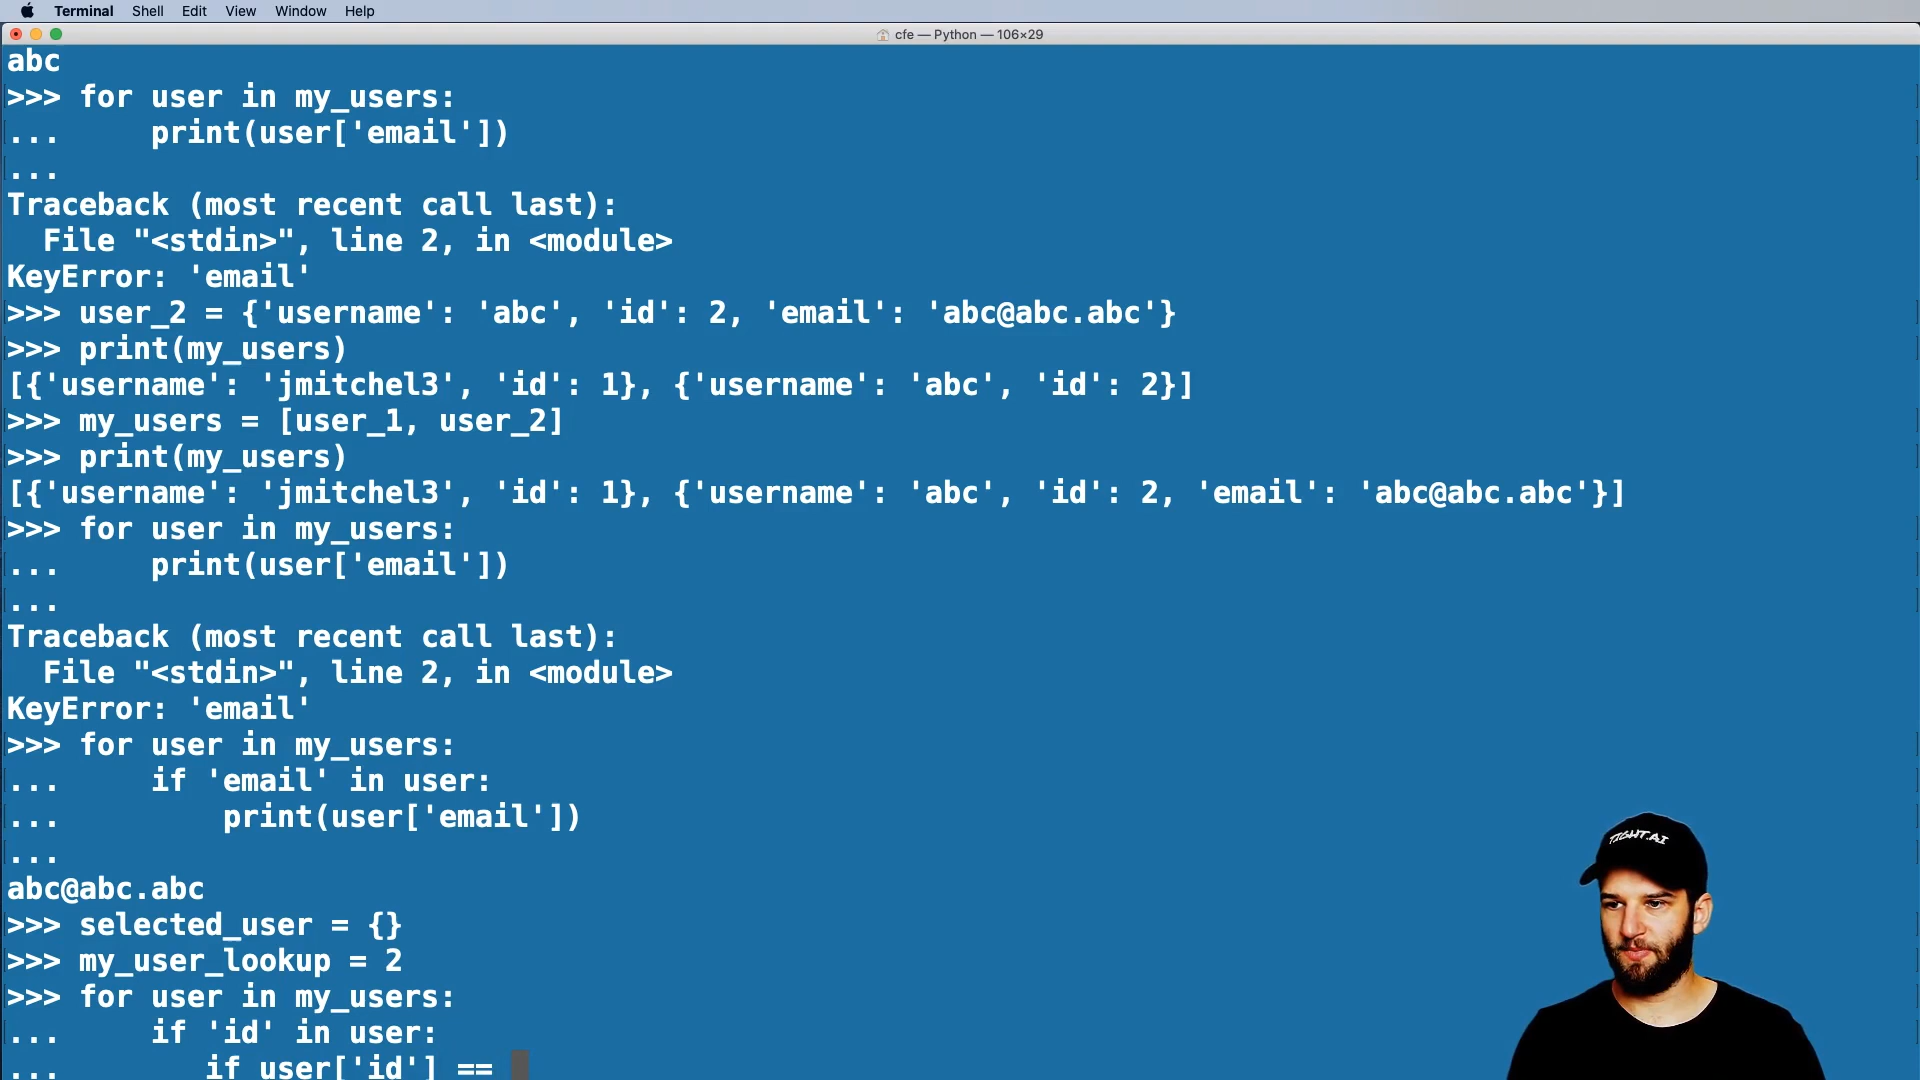 Terminal Shell Edit View Window Help
cfe — Python — 106×29
abc
>>> for user in my_users:
...     print(user['email'])
...
Traceback (most recent call last):
  File "<stdin>", line 2, in <module>
KeyError: 'email'
>>> user_2 = {'username': 'abc', 'id': 2, 'email': 'abc@abc.abc'}
>>> print(my_users)
[{'username': 'jmitchel3', 'id': 1}, {'username': 'abc', 'id': 2}]
>>> my_users = [user_1, user_2]
>>> print(my_users)
[{'username': 'jmitchel3', 'id': 1}, {'username': 'abc', 'id': 2, 'email': 'abc@abc.abc'}]
>>> for user in my_users:
...     print(user['email'])
...
Traceback (most recent call last):
  File "<stdin>", line 2, in <module>
KeyError: 'email'
>>> for user in my_users:
...     if 'email' in user:
...         print(user['email'])
...
abc@abc.abc
>>> selected_user = {}
>>> my_user_lookup = 2
>>> for user in my_users:
...     if 'id' in user:
...        if user['id'] ==
TIGHT.AI